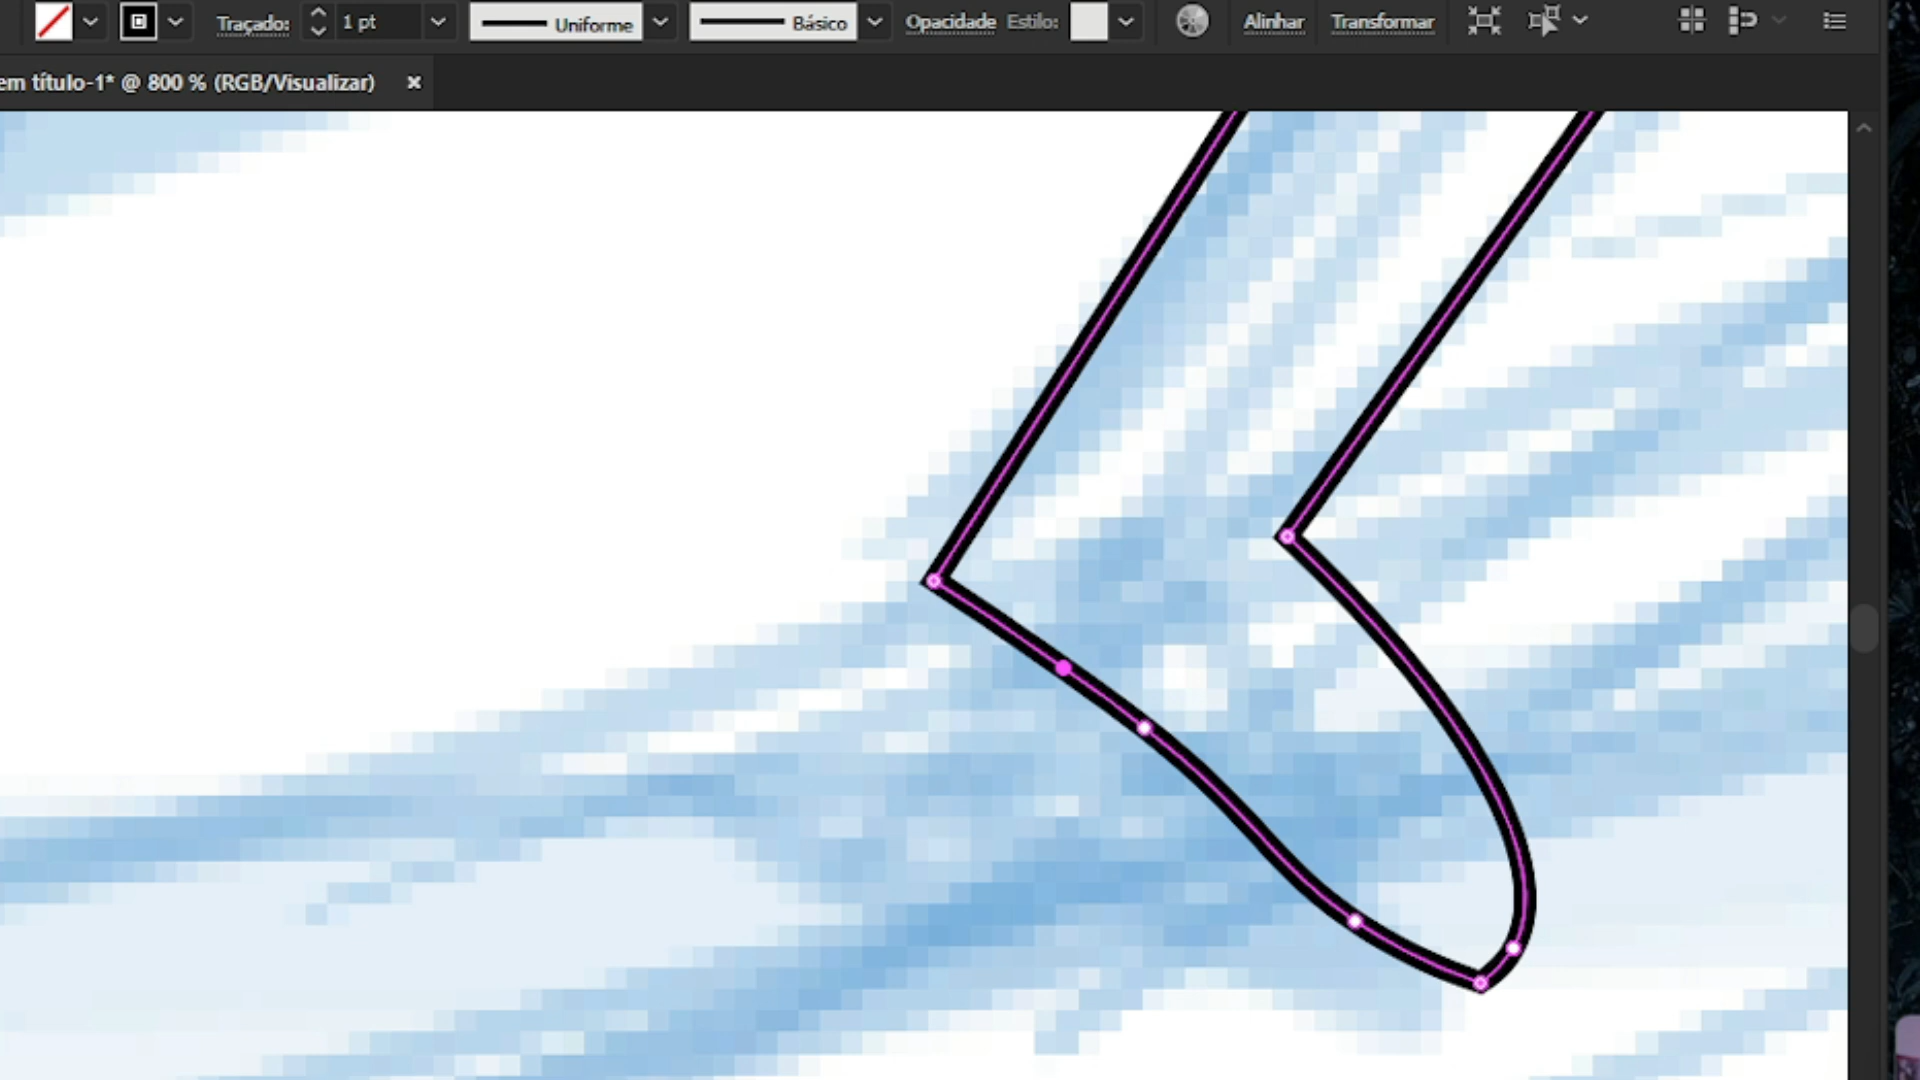 Traçado: 1 pt Uniforme Básico Opacidade Estilo: Alinhar Transformar
em título-1* @ 800 % (RGB/Visualizar) ×